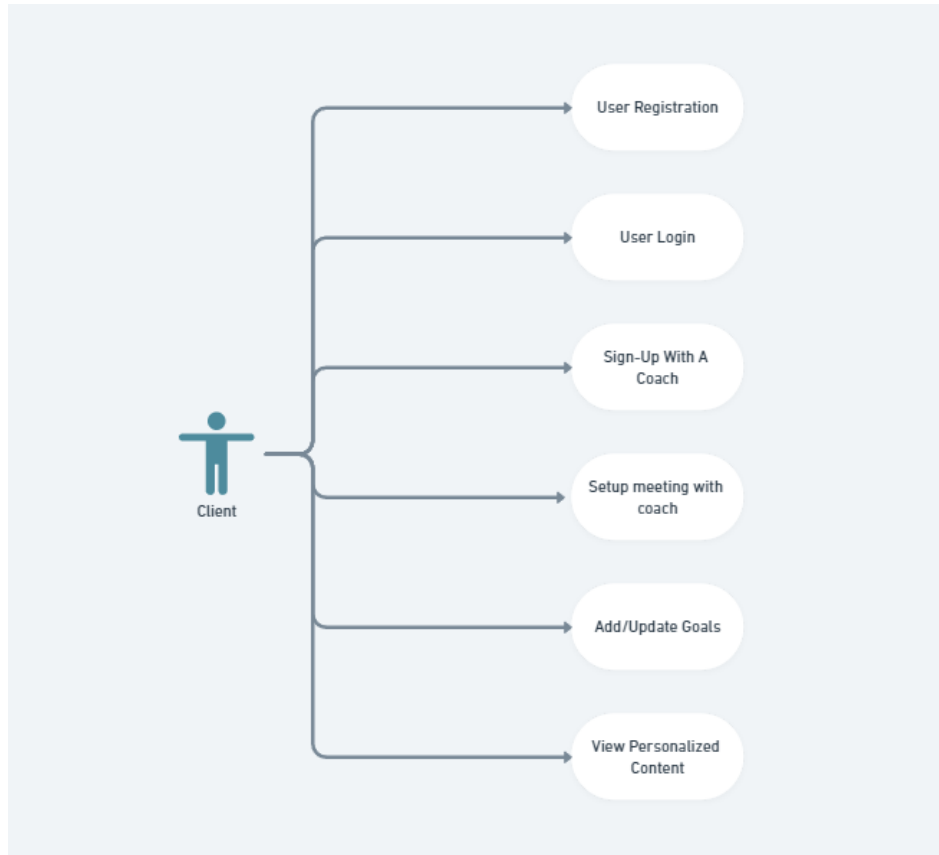 User Registration
User Login
Sign-Up With A
Coach
Client
Setup meeting with
coach
Add/Update Goals
View Personalized
Content